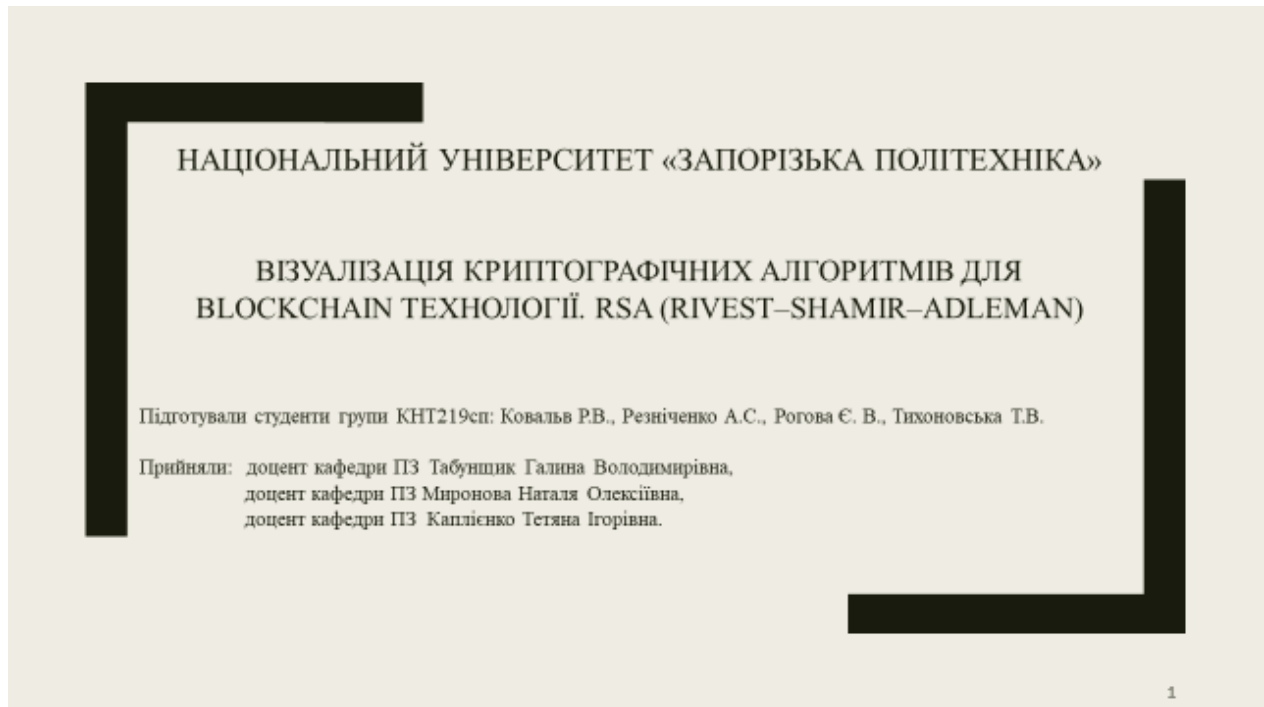 НАЦІОНАЛЬНИЙ УНІВЕРСИТЕТ «ЗАПОРІЗЬКА ПОЛІТЕХНІКА»
ВІЗУАЛІЗАЦІЯ КРИПТОГРАФІЧНИХ АЛГОРИТМІВ ДЛЯ
BLOCKCHAIN ТЕХНОЛОГІЇ. RSA (RIVEST–SHAMIR–ADLEMAN)
Підготували студенти групи КНТ219сп: Ковальв Р.В., Резніченко А.С., Рогова Є. В., Тихоновська Т.В.
Прийняли: доцент кафедри ПЗ Табунщик Галина Володимирівна,
доцент кафедри ПЗ Миронова Наталя Олексіївна,
доцент кафедри ПЗ Каплієнко Тетяна Ігорівна.
1